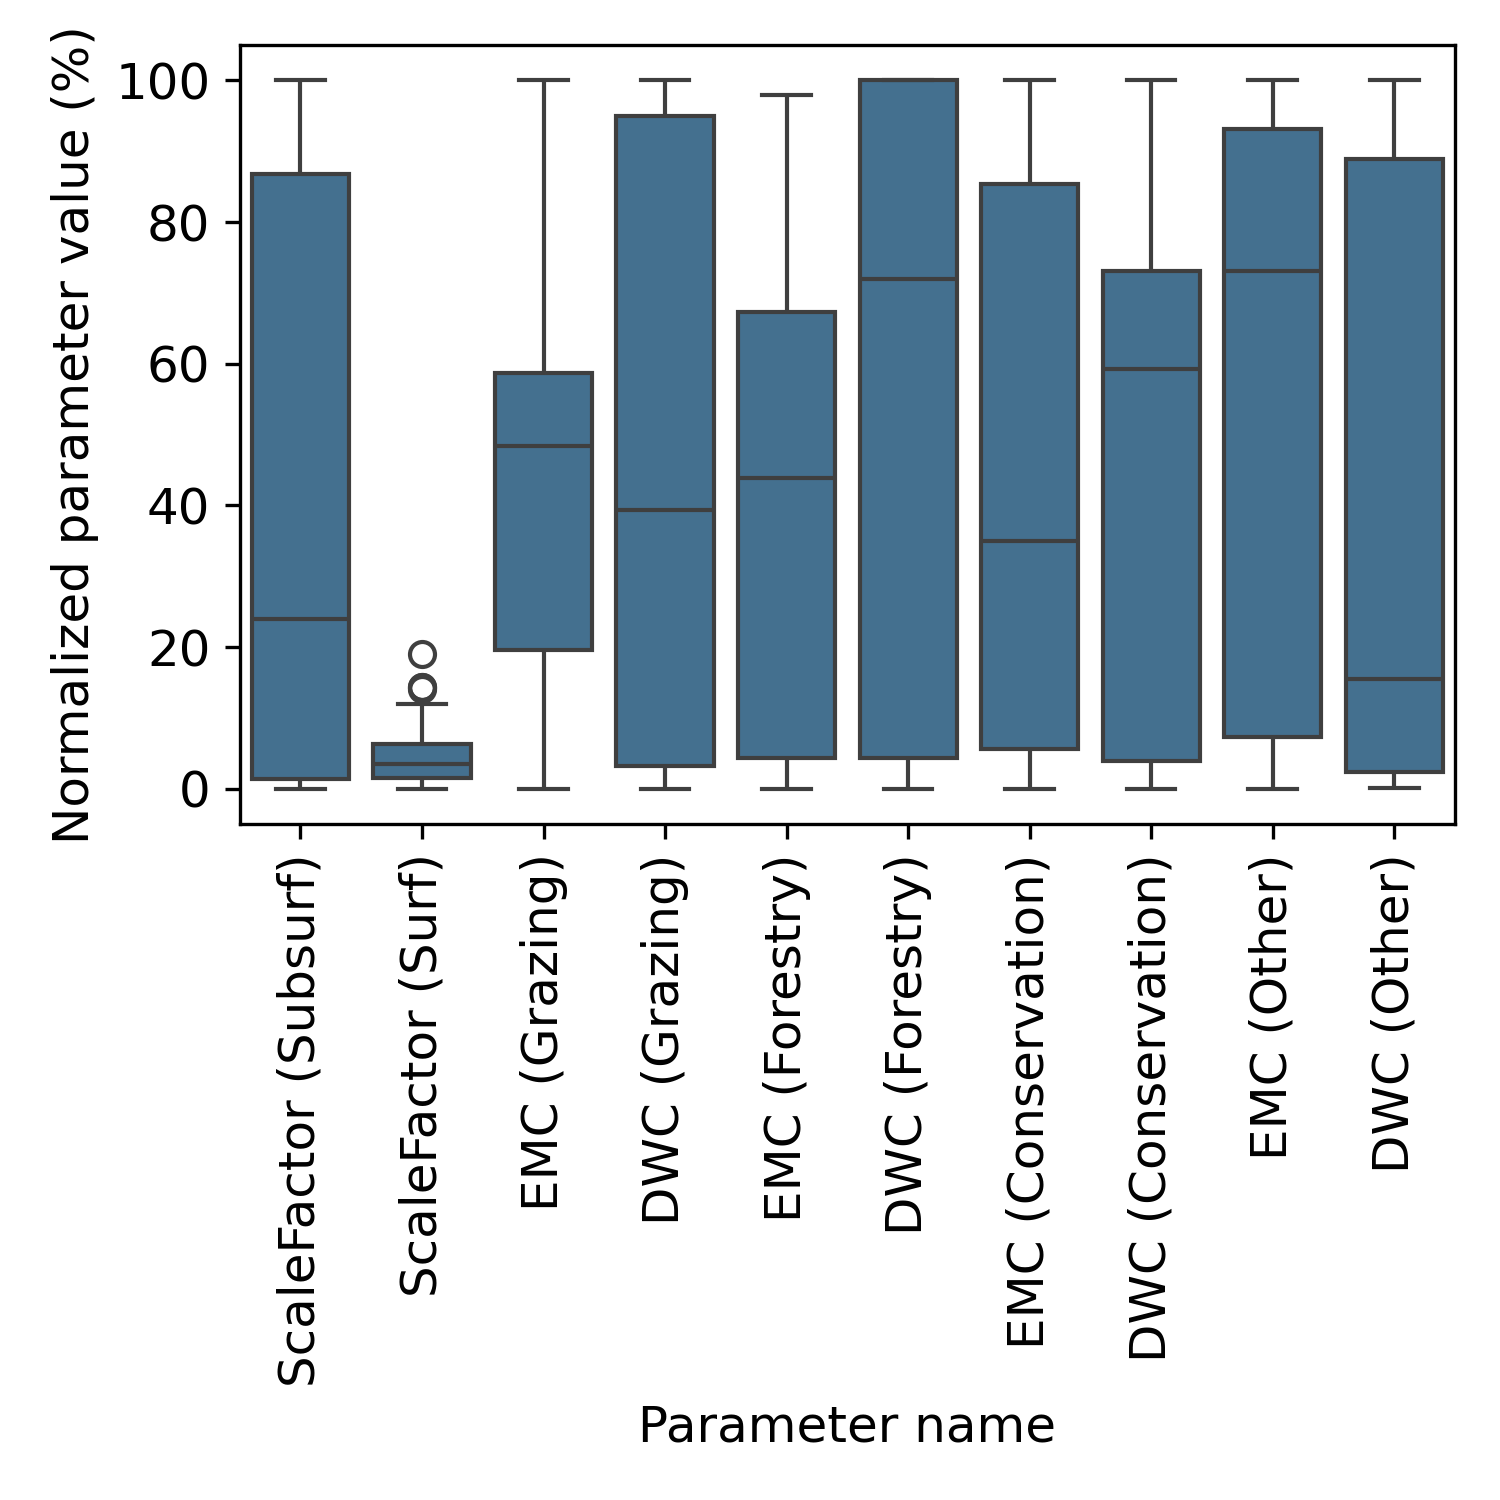 Normalized parameter value (%)
100
80
60
40
20
0
ScaleFactor (Subsurf)
ScaleFactor (Surf)
EMC (Grazing)
DWC (Grazing)
EMC (Forestry)
DWC (Forestry)
EMC (Conservation)
DWC (Conservation)
EMC (Other)
DWC (Other)
Parameter name